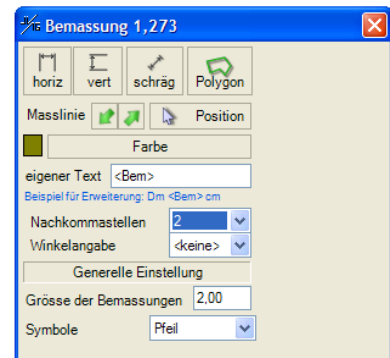 Bemassung 1,273
horiz vert schräg Polygon
Masslinie Position
Farbe
eigener Text <Bem>
Beispiel für Erweiterung: Dm <Bem> cm
Nachkommastellen 2
Winkelangabe <keine>
Generelle Einstellung
Grösse der Bemassungen 2,00
Symbole Pfeil